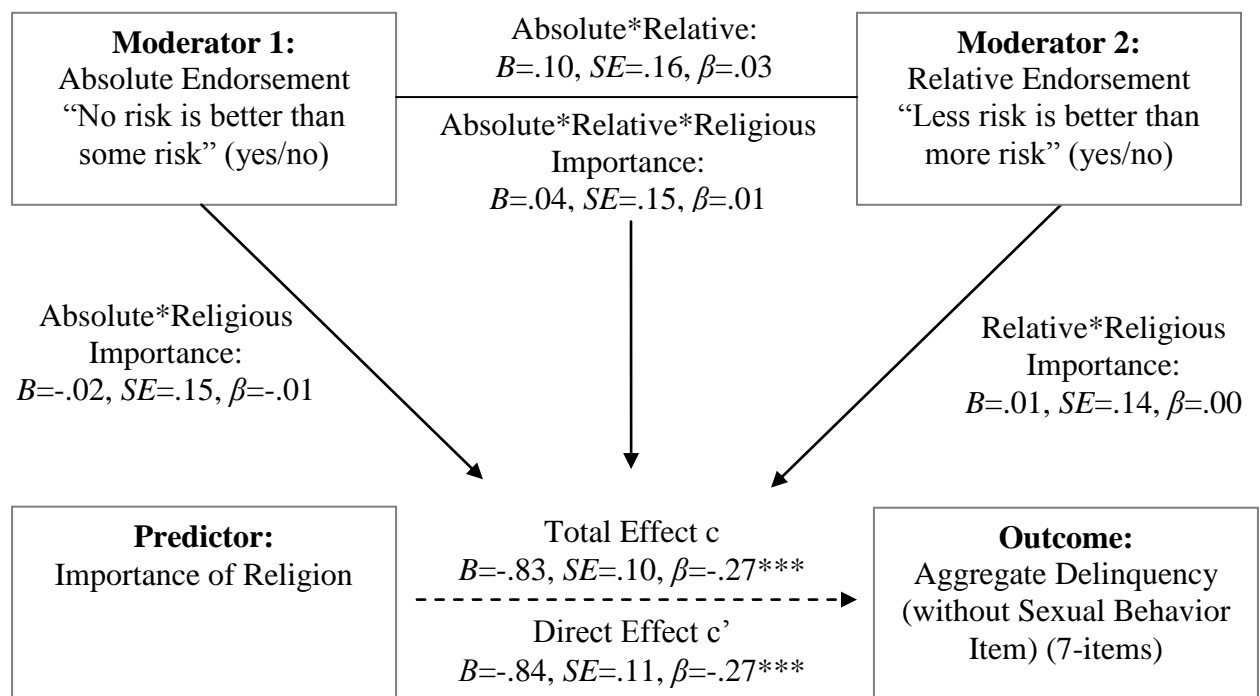 Moderator 1:
Absolute Endorsement
“No risk is better than
some risk” (yes/no)
Absolute*Relative:
B=.10, SE=.16, β=.03
Absolute*Relative*Religious
Importance:
B=.04, SE=.15, β=.01
Moderator 2:
Relative Endorsement
“Less risk is better than
more risk” (yes/no)
Absolute*Religious
Importance:
B=-.02, SE=.15, β=-.01
Relative*Religious
Importance:
B=.01, SE=.14, β=.00
Predictor:
Importance of Religion
Total Effect c
B=-.83, SE=.10, β=-.27***
Direct Effect c’
B=-.84, SE=.11, β=-.27***
Outcome:
Aggregate Delinquency
(without Sexual Behavior
Item) (7-items)